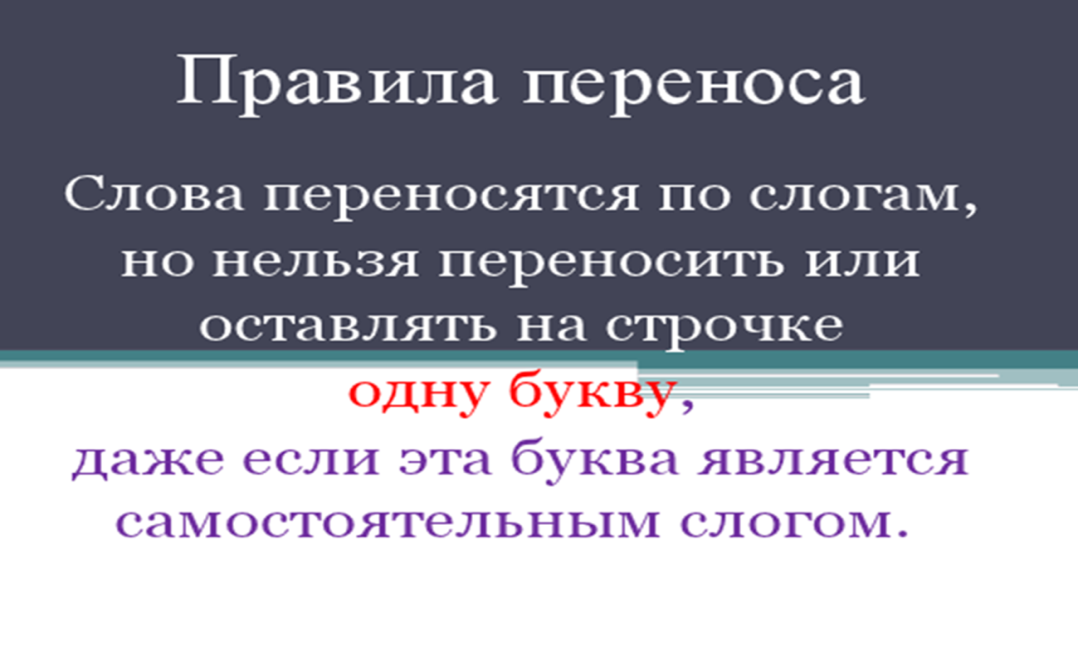 Правила переноса
Слова переносятся по слогам,
но нельзя переносить или
оставлять на строчке
одну букву,
даже если эта буква является
самостоятельным слогом.